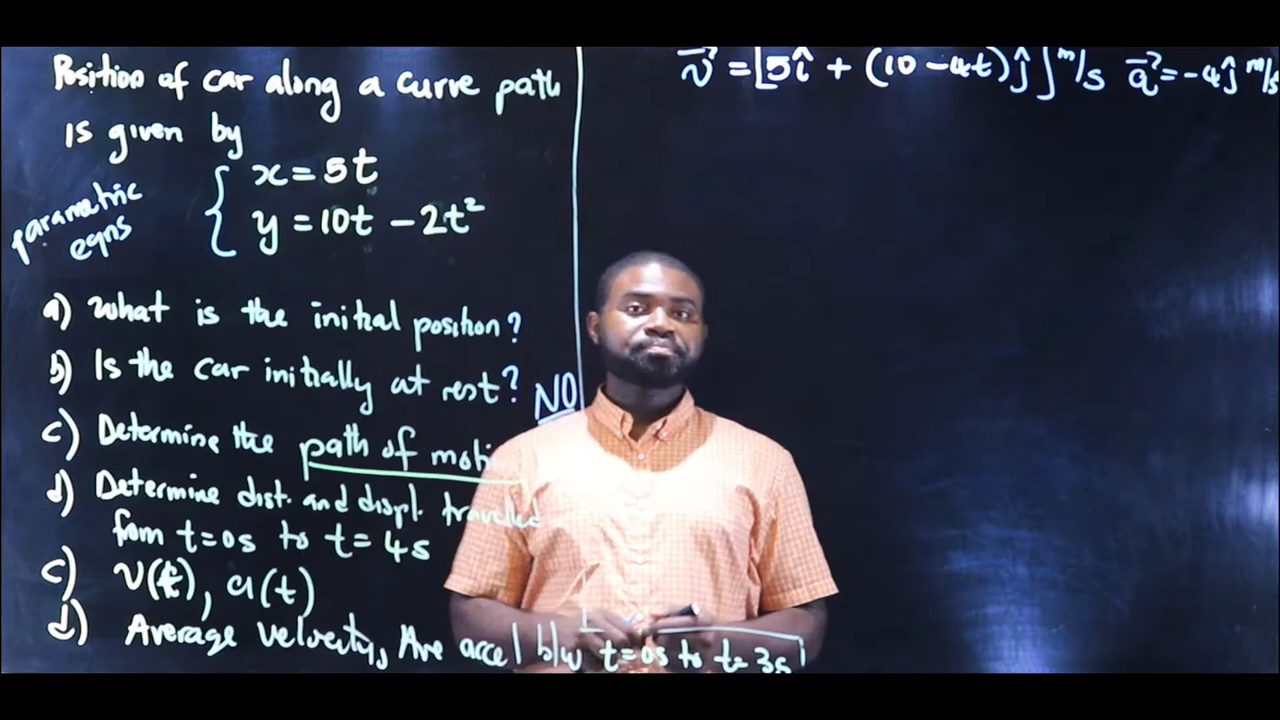 Position of car along a curve path
is given by
parametric eqns
x = 5t
y = 10t - 2t²
a) What is the initial position?
b) Is the car initially at rest? NO
c) Determine the path of moti
d) Determine dist. and displ. travelled
from t=0s to t=4s
c) v(t), a(t)
d) Average velocity, Ave accel b/w t=0s to t=3s
v⃗ = [5î + (10 - 4t)ĵ] m/s a⃗ = -4ĵ m/s